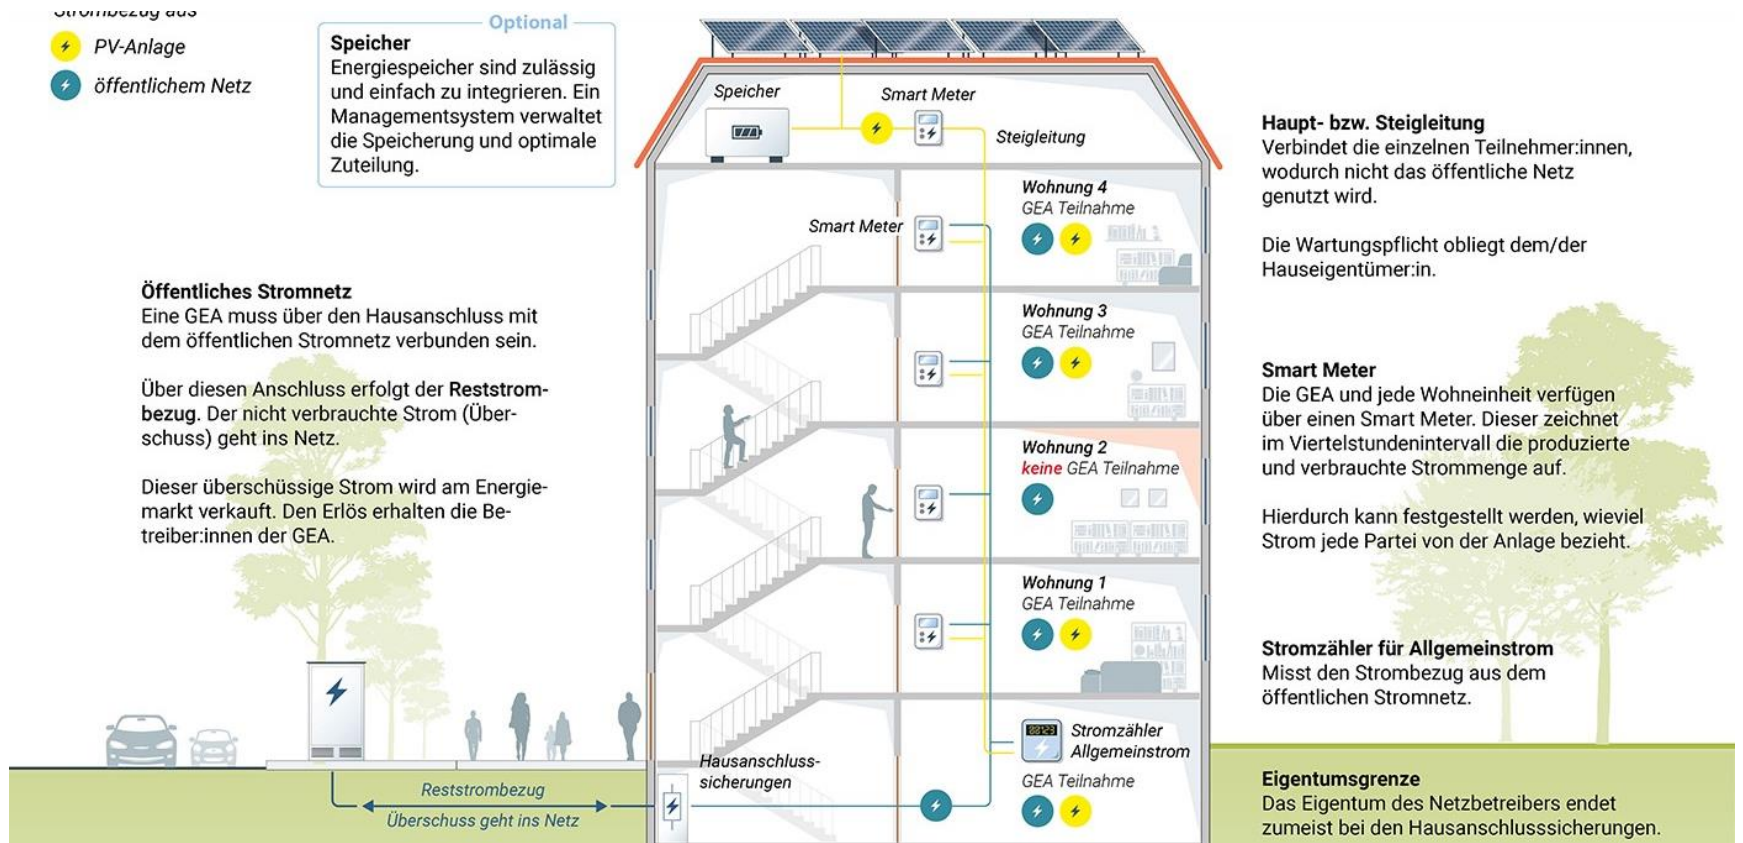 Strombezug aus
PV-Anlage
öffentlichem Netz
Optional
Speicher
Energiespeicher sind zulässig
und einfach zu integrieren. Ein
Managementsystem verwaltet
die Speicherung und optimale
Zuteilung.
Öffentliches Stromnetz
Eine GEA muss über den Hausanschluss mit
dem öffentlichen Stromnetz verbunden sein.
Über diesen Anschluss erfolgt der Reststrom-
bezug. Der nicht verbrauchte Strom (Über-
schuss) geht ins Netz.
Dieser überschüssige Strom wird am Energie-
markt verkauft. Den Erlös erhalten die Be-
treiber:innen der GEA.
Reststrombezug
Überschuss geht ins Netz
Speicher
Smart Meter
Steigleitung
Wohnung 4
GEA Teilnahme
Smart Meter
Wohnung 3
GEA Teilnahme
Wohnung 2
keine GEA Teilnahme
Wohnung 1
GEA Teilnahme
Stromzähler
Allgemeinstrom
Hausanschluss-
sicherungen
GEA Teilnahme
Haupt- bzw. Steigleitung
Verbindet die einzelnen Teilnehmer:innen,
wodurch nicht das öffentliche Netz
genutzt wird.
Die Wartungspflicht obliegt dem/der
Hauseigentümer:in.
Smart Meter
Die GEA und jede Wohneinheit verfügen
über einen Smart Meter. Dieser zeichnet
im Viertelstundenintervall die produzierte
und verbrauchte Strommenge auf.
Hierdurch kann festgestellt werden, wieviel
Strom jede Partei von der Anlage bezieht.
Stromzähler für Allgemeinstrom
Misst den Strombezug aus dem
öffentlichen Stromnetz.
Eigentumsgrenze
Das Eigentum des Netzbetreibers endet
zumeist bei den Hausanschlusssicherungen.